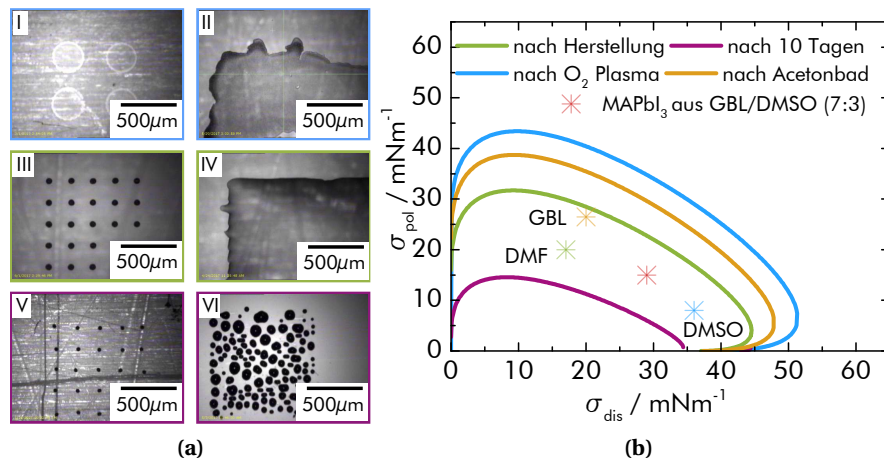 I
500µm
II
500µm
III
500µm
IV
500µm
V
500µm
VI
500µm
(a)
σpol / mNm⁻¹
60
50
40
30
20
10
0
nach Herstellung
nach 10 Tagen
nach O₂ Plasma
nach Acetonbad
MAPbI₃ aus GBL/DMSO (7:3)
GBL
DMF
DMSO
0 10 20 30 40 50 60
σdis / mNm⁻¹
(b)